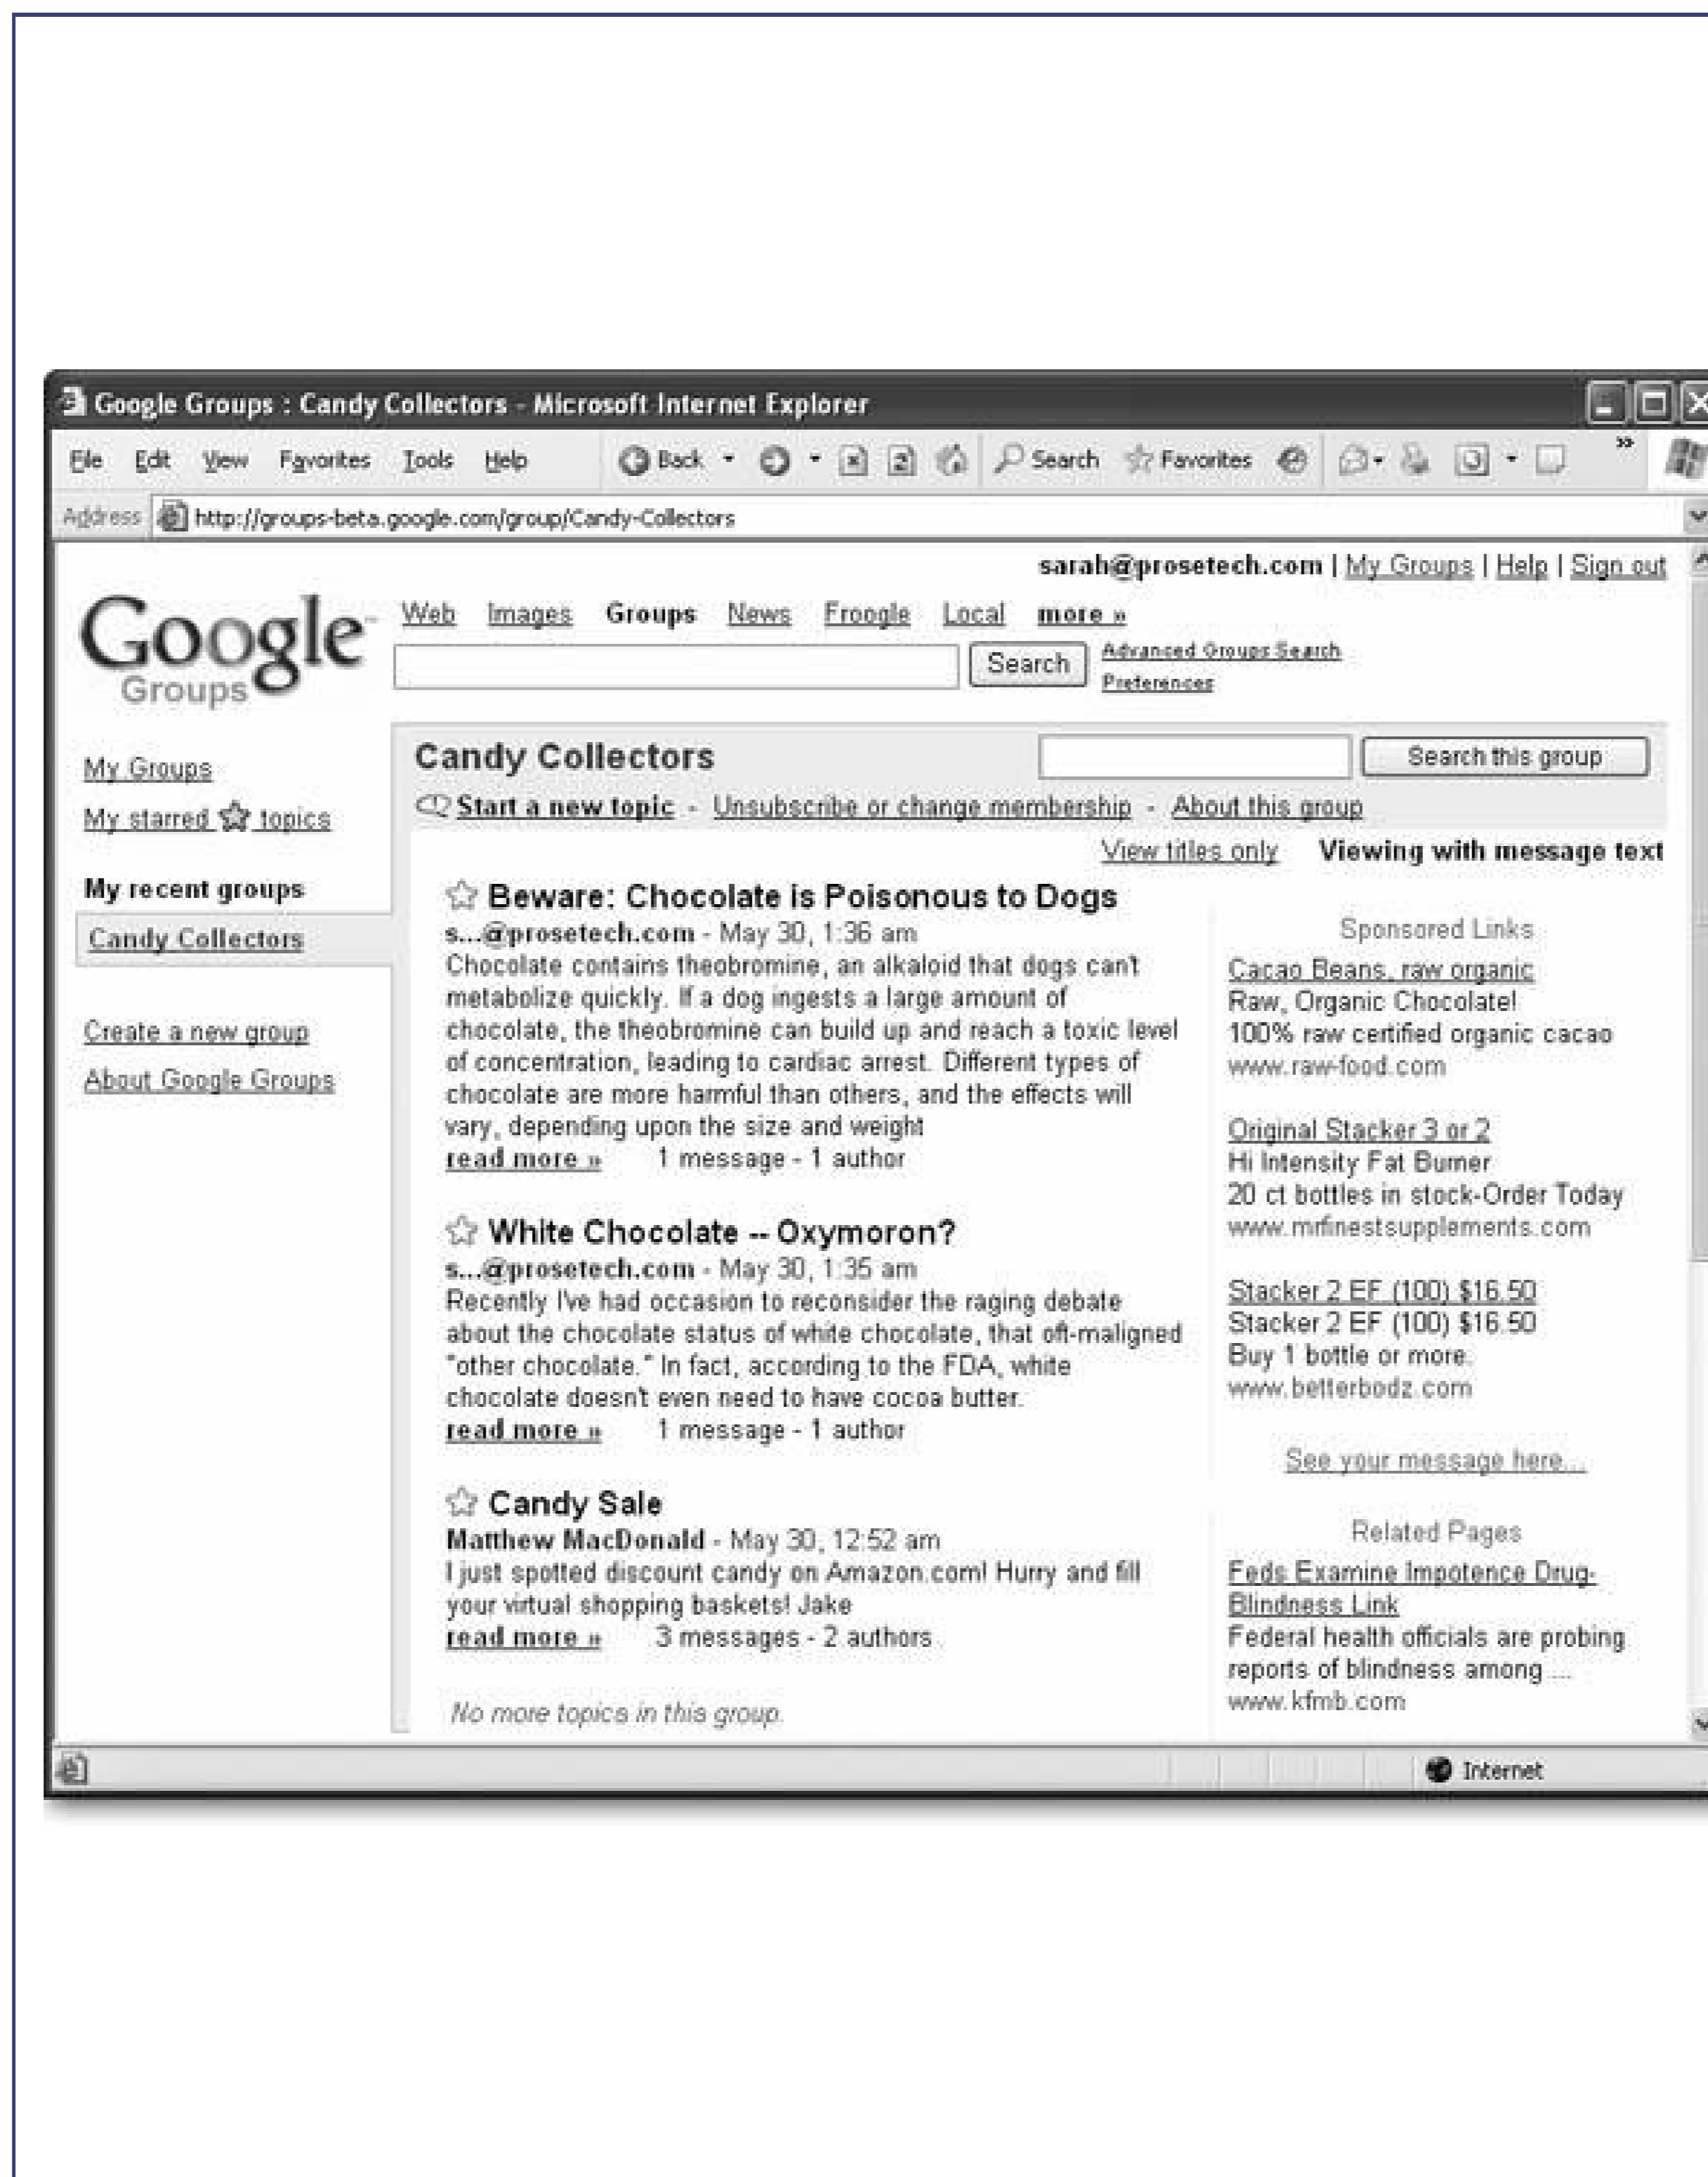 Google Groups : Candy Collectors - Microsoft Internet Explorer
File Edit View Favorites Tools Help Back Search Favorites »
Address http://groups-beta.google.com/group/Candy-Collectors
sarah@prosetech.com | My Groups | Help | Sign out
Google Groups
Web Images Groups News Froogle Local more »
Search Advanced Groups Search
Preferences
My Groups
My starred topics
My recent groups
Candy Collectors
Create a new group
About Google Groups
Candy Collectors Search this group
Start a new topic - Unsubscribe or change membership - About this group
View titles only Viewing with message text
Beware: Chocolate is Poisonous to Dogs
s...@prosetech.com - May 30, 1:36 am
Chocolate contains theobromine, an alkaloid that dogs can't
metabolize quickly. If a dog ingests a large amount of
chocolate, the theobromine can build up and reach a toxic level
of concentration, leading to cardiac arrest. Different types of
chocolate are more harmful than others, and the effects will
vary, depending upon the size and weight
read more » 1 message - 1 author
White Chocolate -- Oxymoron?
s...@prosetech.com - May 30, 1:35 am
Recently I've had occasion to reconsider the raging debate
about the chocolate status of white chocolate, that oft-maligned
"other chocolate." In fact, according to the FDA, white
chocolate doesn't even need to have cocoa butter.
read more » 1 message - 1 author
Candy Sale
Matthew MacDonald - May 30, 12:52 am
I just spotted discount candy on Amazon.com! Hurry and fill
your virtual shopping baskets! Jake
read more » 3 messages - 2 authors
No more topics in this group.
Sponsored Links
Cacao Beans, raw organic
Raw, Organic Chocolate!
100% raw certified organic cacao
www.raw-food.com
Original Stacker 3 or 2
Hi Intensity Fat Burner
20 ct bottles in stock-Order Today
www.mrfinestsupplements.com
Stacker 2 EF (100) $16.50
Stacker 2 EF (100) $16.50
Buy 1 bottle or more.
www.betterbodz.com
See your message here...
Related Pages
Feds Examine Impotence Drug-
Blindness Link
Federal health officials are probing
reports of blindness among ...
www.kfmb.com
Internet